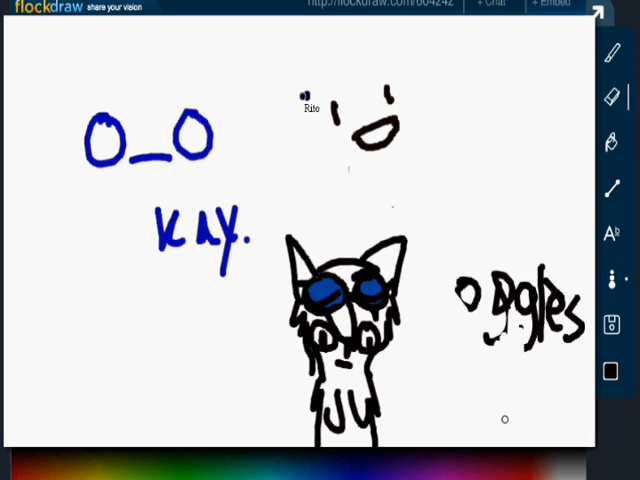 flockdraw share your vision
http://flockdraw.com/604242
+ Chat
+ Embed
Rito
O_O
kay.
oggles